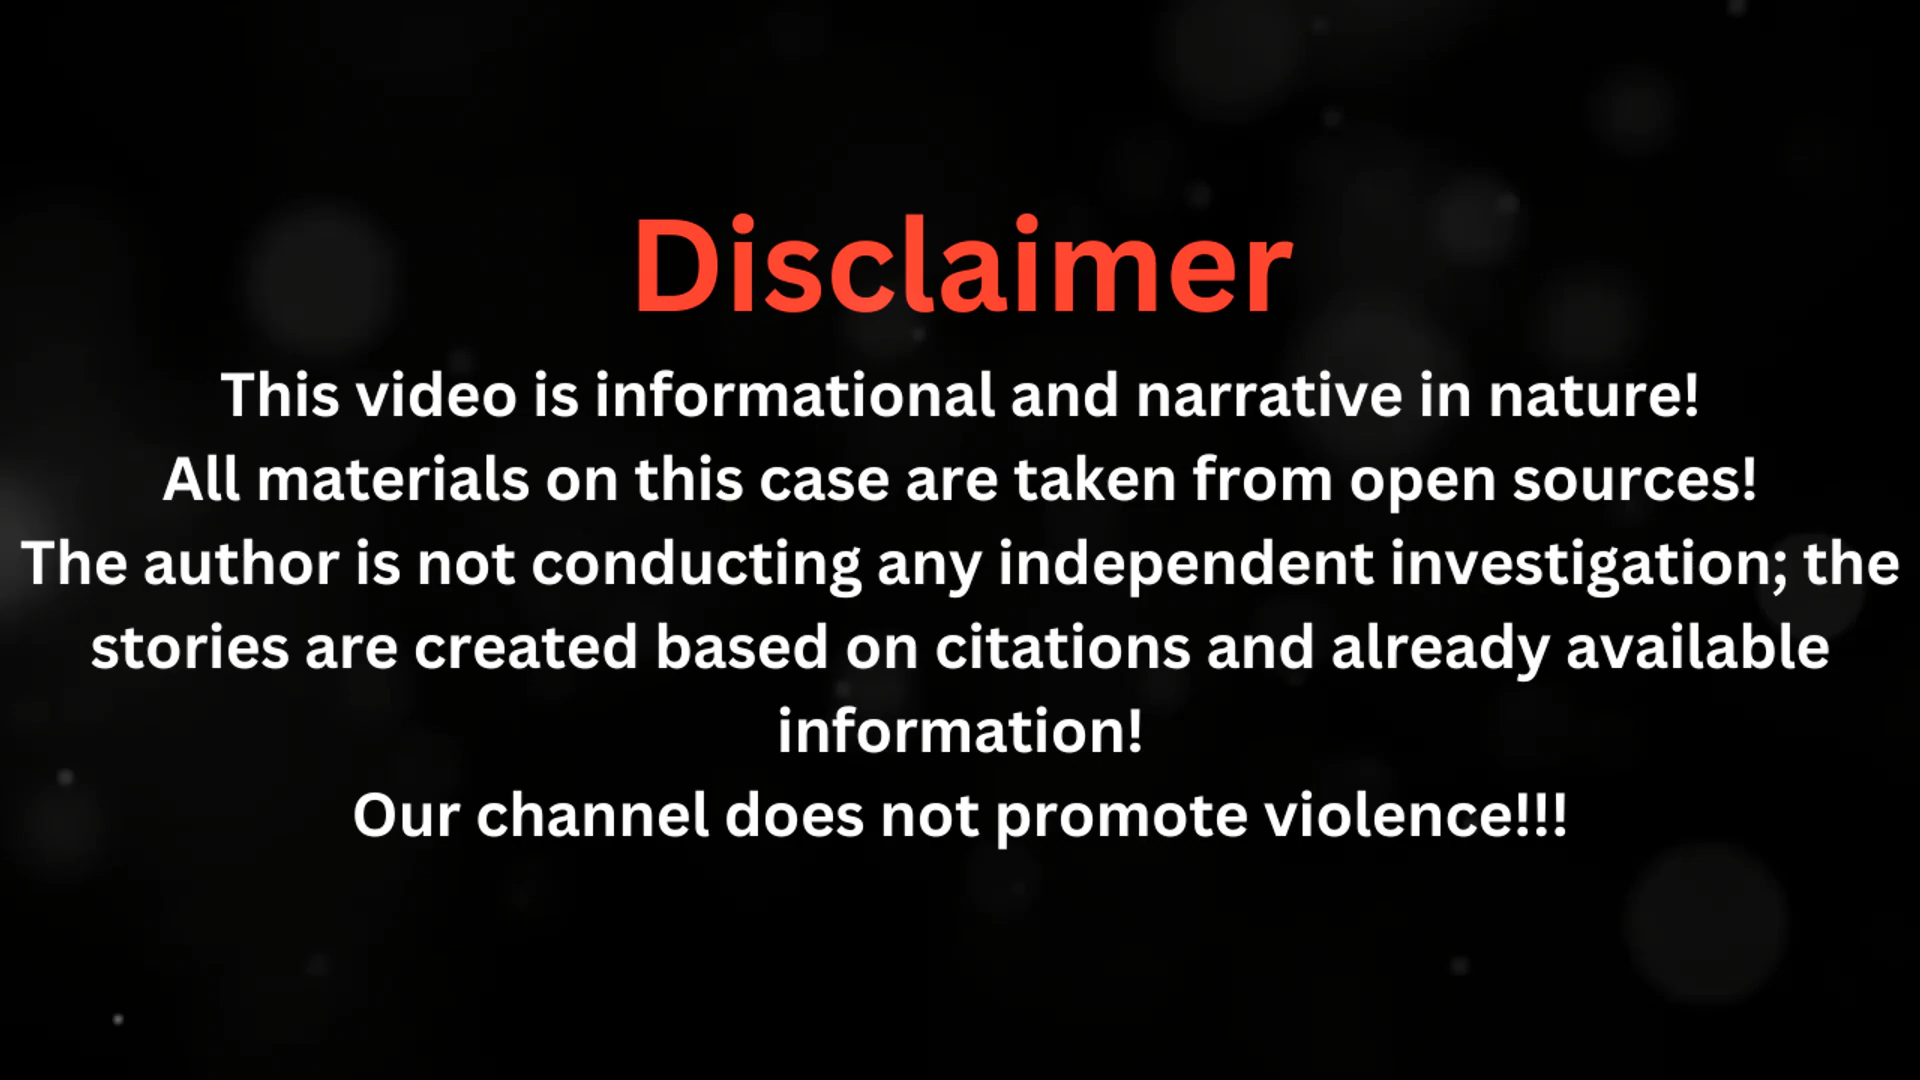 Disclaimer
This video is informational and narrative in nature!
All materials on this case are taken from open sources!
The author is not conducting any independent investigation; the
stories are created based on citations and already available
information!
Our channel does not promote violence!!!